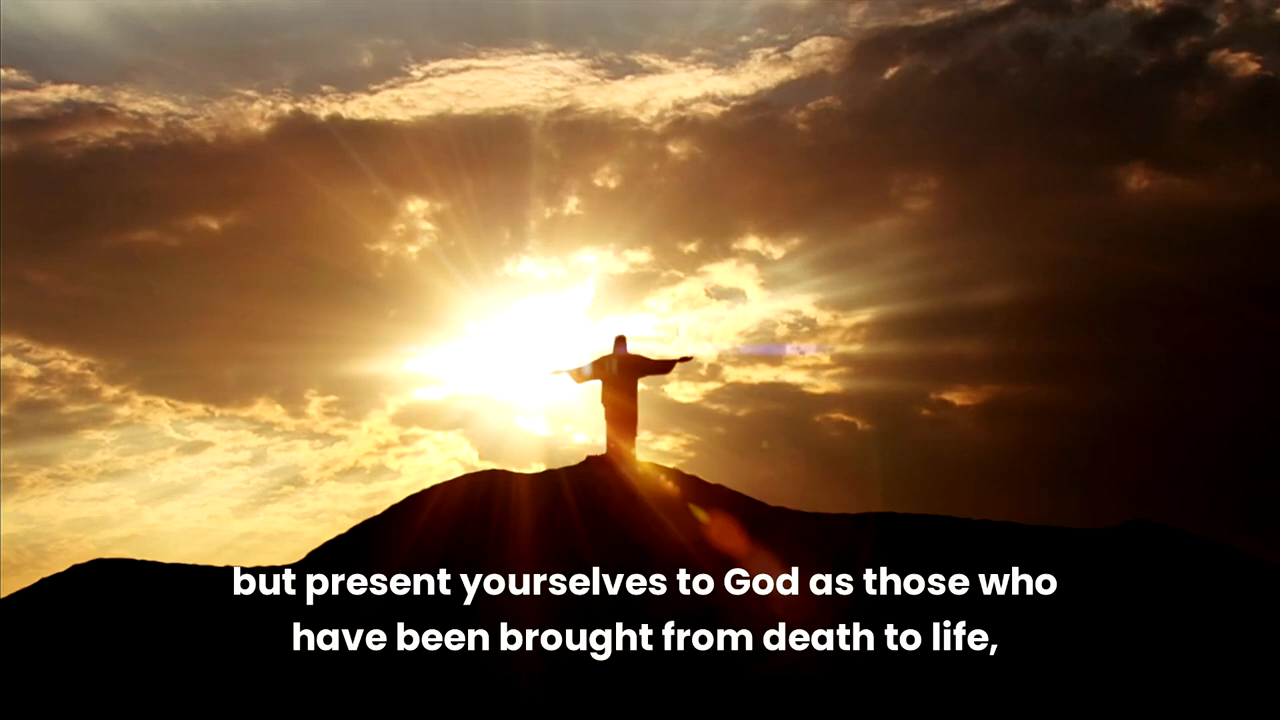 but present yourselves to God as those who
have been brought from death to life,